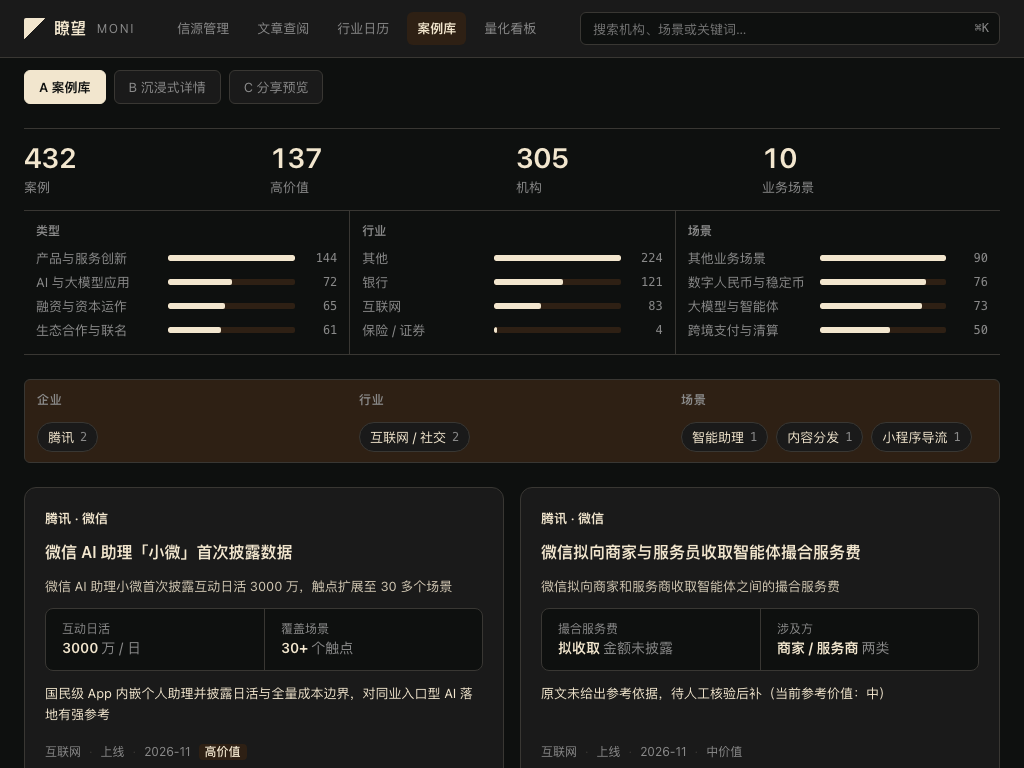 瞭望 MONI 信源管理 文章查阅 行业日历 案例库 量化看板 搜索机构、场景或关键词... ⌘K
A 案例库 B 沉浸式详情 C 分享预览
432 137 305 10
案例 高价值 机构 业务场景
类型 行业 场景
产品与服务创新 144 其他 224 其他业务场景 90
AI 与大模型应用 72 银行 121 数字人民币与稳定币 76
融资与资本运作 65 互联网 83 大模型与智能体 73
生态合作与联名 61 保险 / 证券 4 跨境支付与清算 50
企业 行业 场景
腾讯 2 互联网 / 社交 2 智能助理 1 内容分发 1 小程序导流 1
腾讯 · 微信
微信 AI 助理「小微」首次披露数据
微信 AI 助理小微首次披露互动日活 3000 万，触点扩展至 30 多个场景
互动日活 覆盖场景
3000 万 / 日 30+ 个触点
国民级 App 内嵌个人助理并披露日活与全量成本边界，对同业入口型 AI 落
地有强参考
互联网 · 上线 · 2026-11 高价值
腾讯 · 微信
微信拟向商家与服务员收取智能体撮合服务费
微信拟向商家和服务商收取智能体之间的撮合服务费
撮合服务费 涉及方
拟收取 金额未披露 商家 / 服务商 两类
原文未给出参考依据，待人工核验后补（当前参考价值：中）
互联网 · 上线 · 2026-11 · 中价值